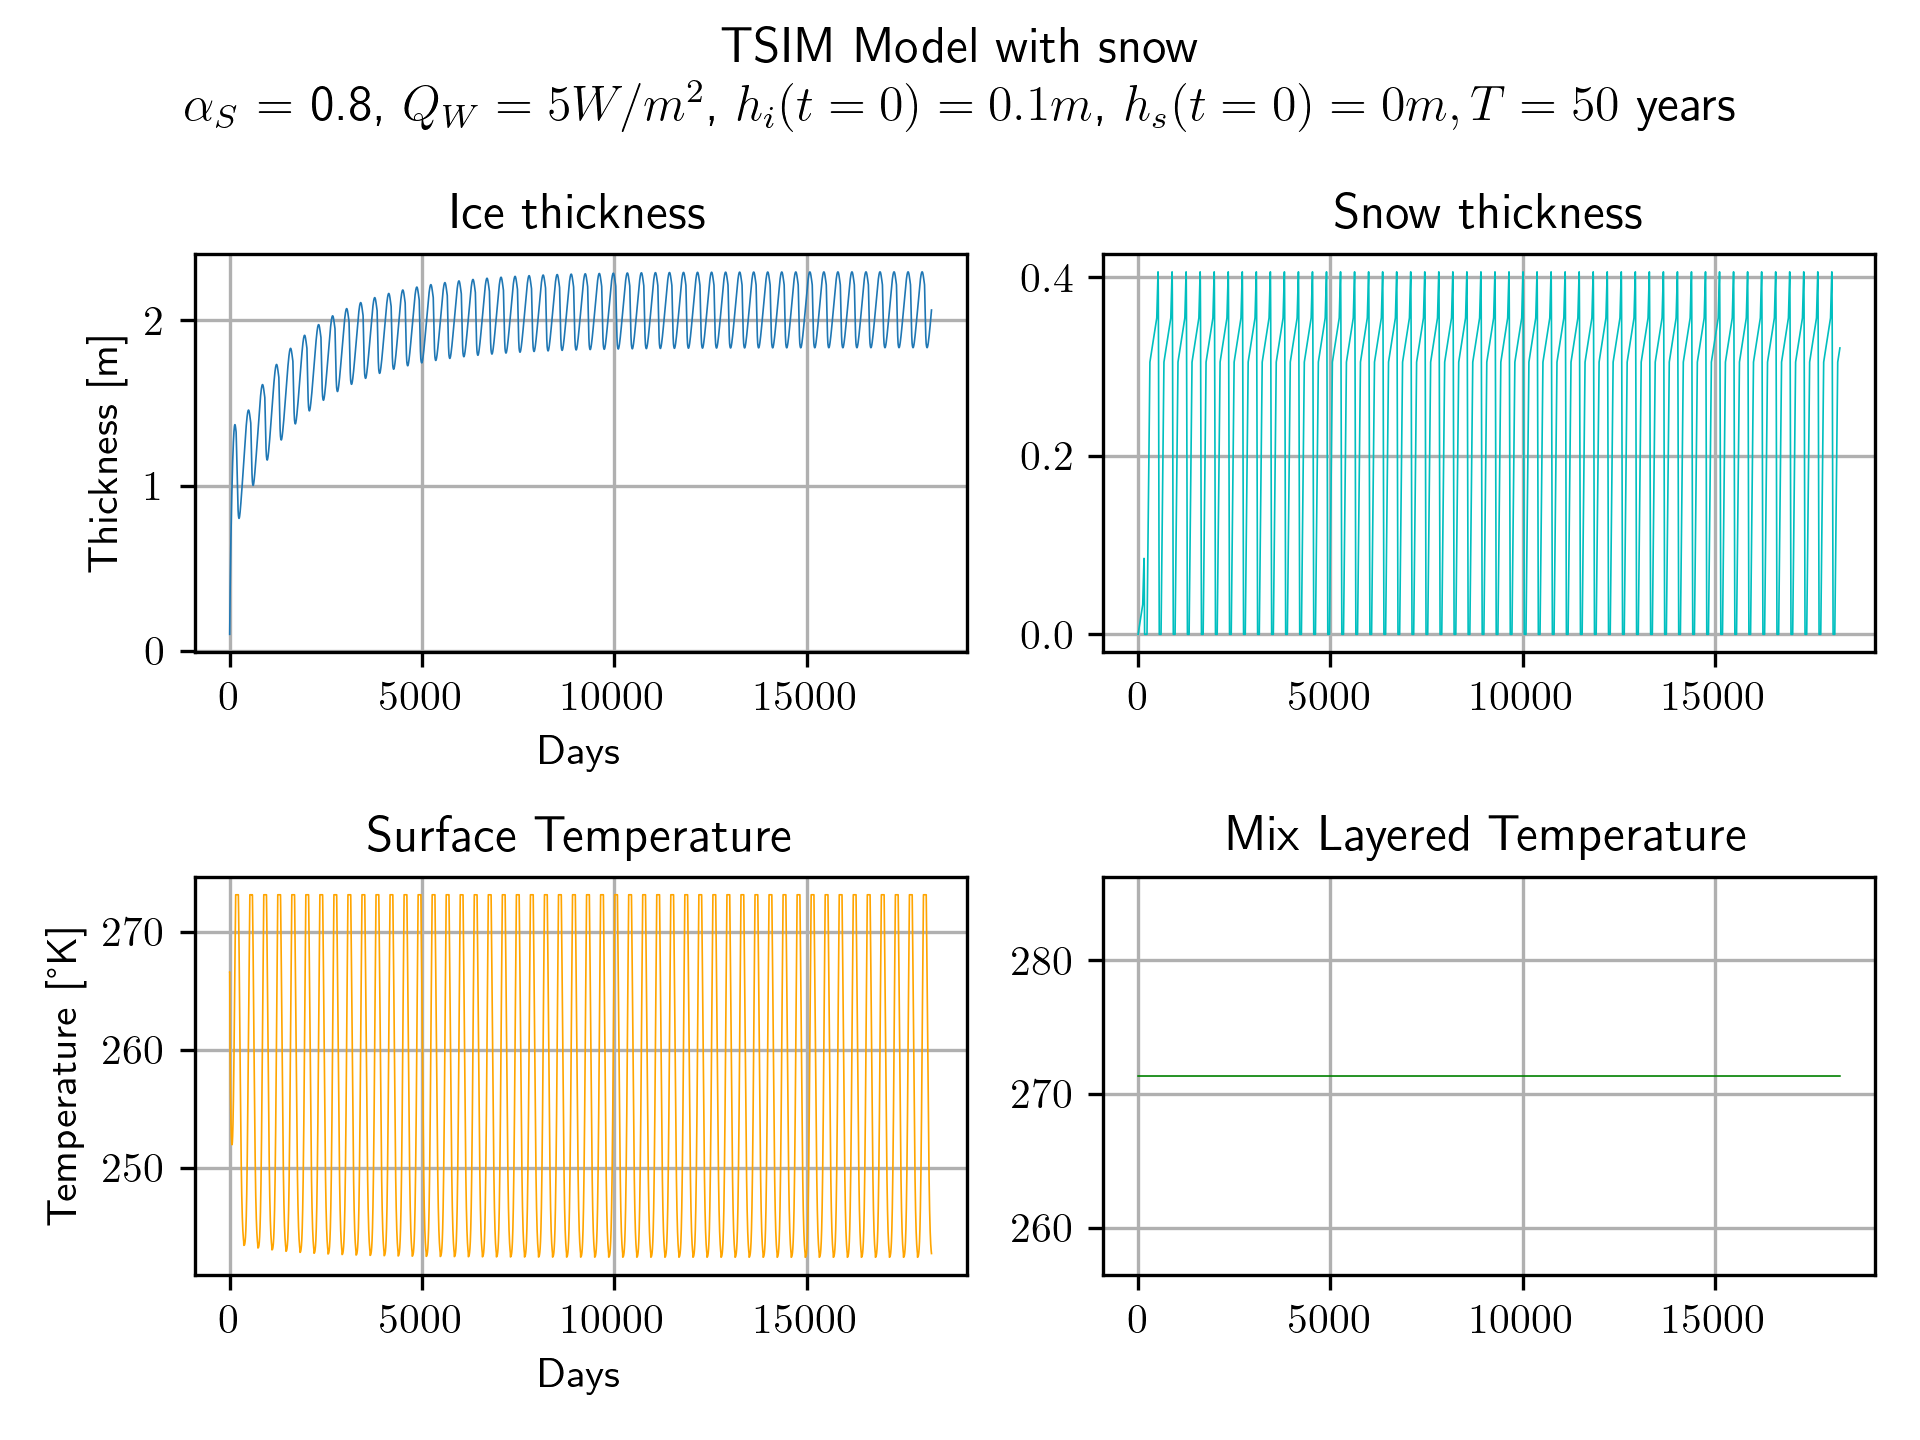 TSIM Model with snow
α_S = 0.8, Q_W = 5W/m², h_i(t = 0) = 0.1m, h_s(t = 0) = 0m, T = 50 years
Ice thickness
Thickness [m]
2
1
0
0 5000 10000 15000
Days
Snow thickness
0.4
0.2
0.0
0 5000 10000 15000
Surface Temperature
Temperature [°K]
270
260
250
0 5000 10000 15000
Days
Mix Layered Temperature
280
270
260
0 5000 10000 15000